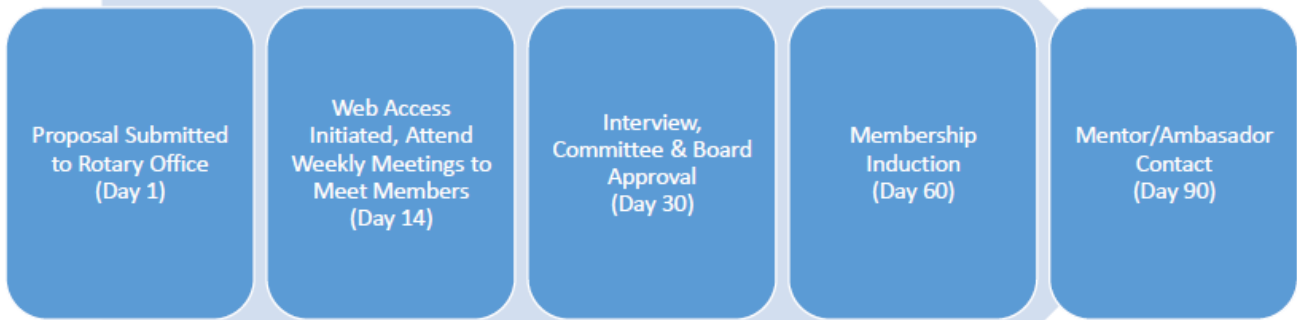 Proposal Submitted
to Rotary Office
(Day 1)
Web Access
Initiated, Attend
Weekly Meetings to
Meet Members
(Day 14)
Interview,
Committee & Board
Approval
(Day 30)
Membership
Induction
(Day 60)
Mentor/Ambasador
Contact
(Day 90)